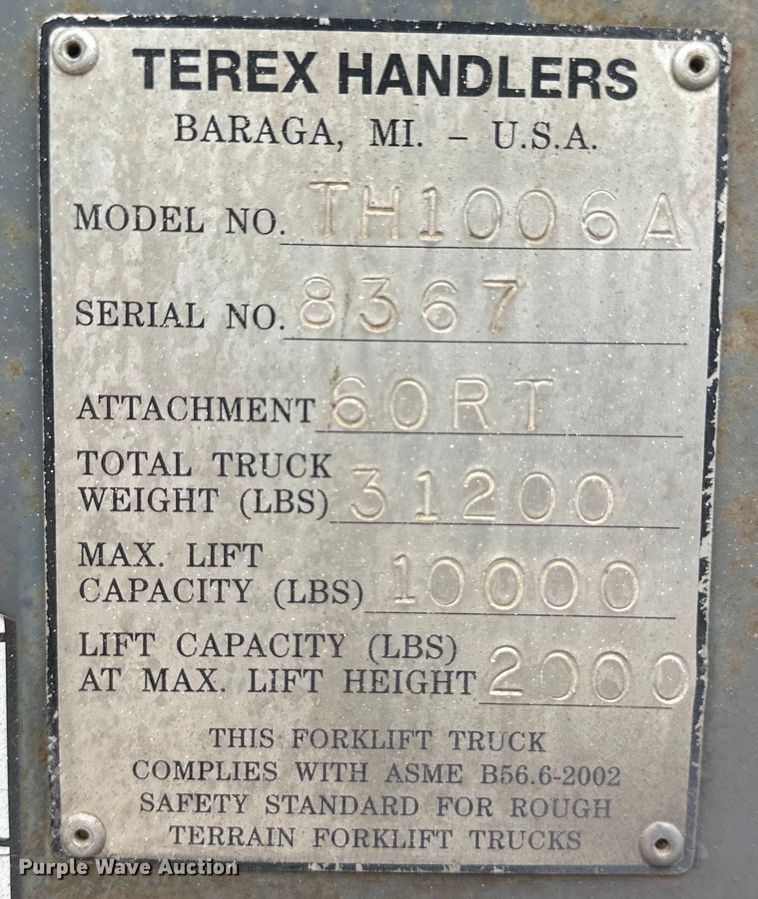 TEREX HANDLERS
BARAGA, MI. - U.S.A.
MODEL NO. TH1006A
SERIAL NO. 8367
ATTACHMENT 60RT
TOTAL TRUCK
WEIGHT (LBS) 31200
MAX. LIFT
CAPACITY (LBS) 10000
LIFT CAPACITY (LBS)
AT MAX. LIFT HEIGHT 2000
THIS FORKLIFT TRUCK
COMPLIES WITH ASME B56.6-2002
SAFETY STANDARD FOR ROUGH
TERRAIN FORKLIFT TRUCKS
Purple Wave Auction